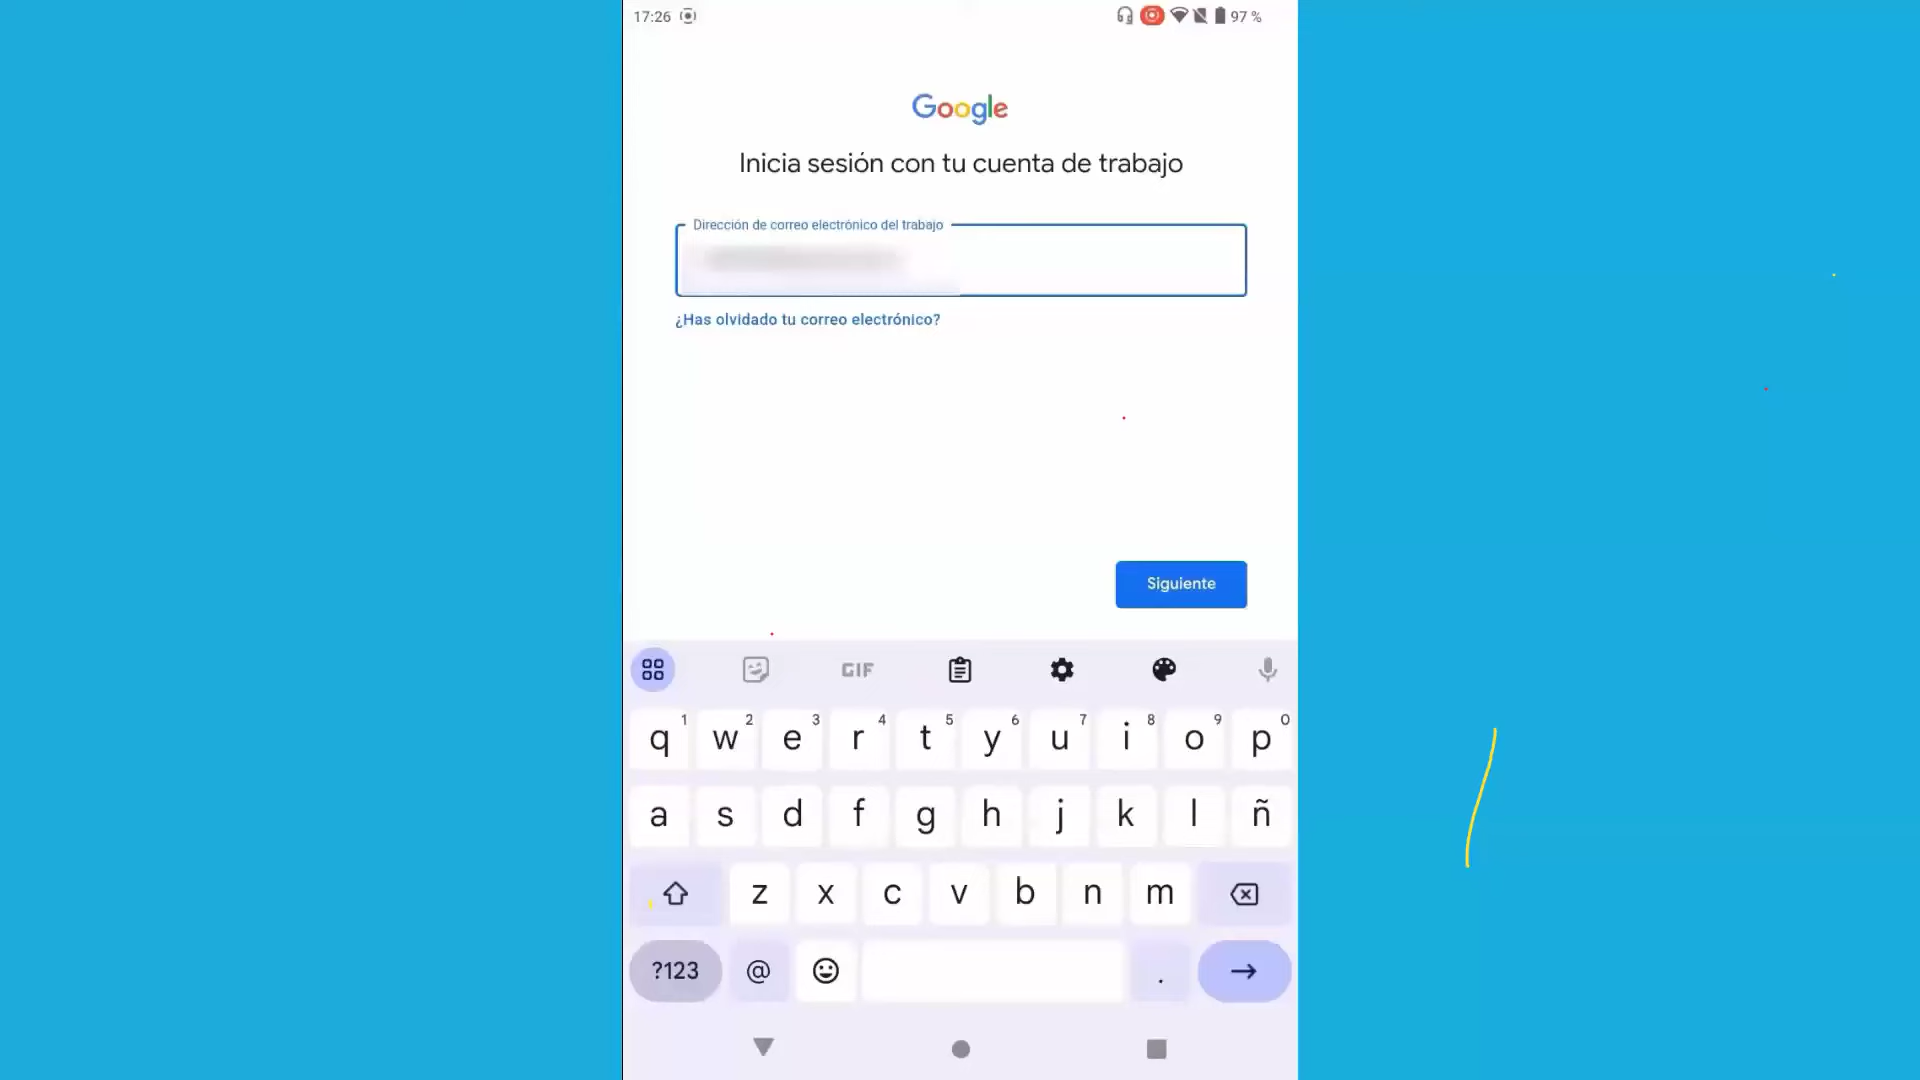 17:26 97 %
Google
Inicia sesión con tu cuenta de trabajo
Dirección de correo electrónico del trabajo
¿Has olvidado tu correo electrónico?
Siguiente
GIF
q 1 w 2 e 3 r 4 t 5 y 6 u 7 i 8 o 9 p 0
a s d f g h j k l ñ
z x c v b n m
?123 @ .